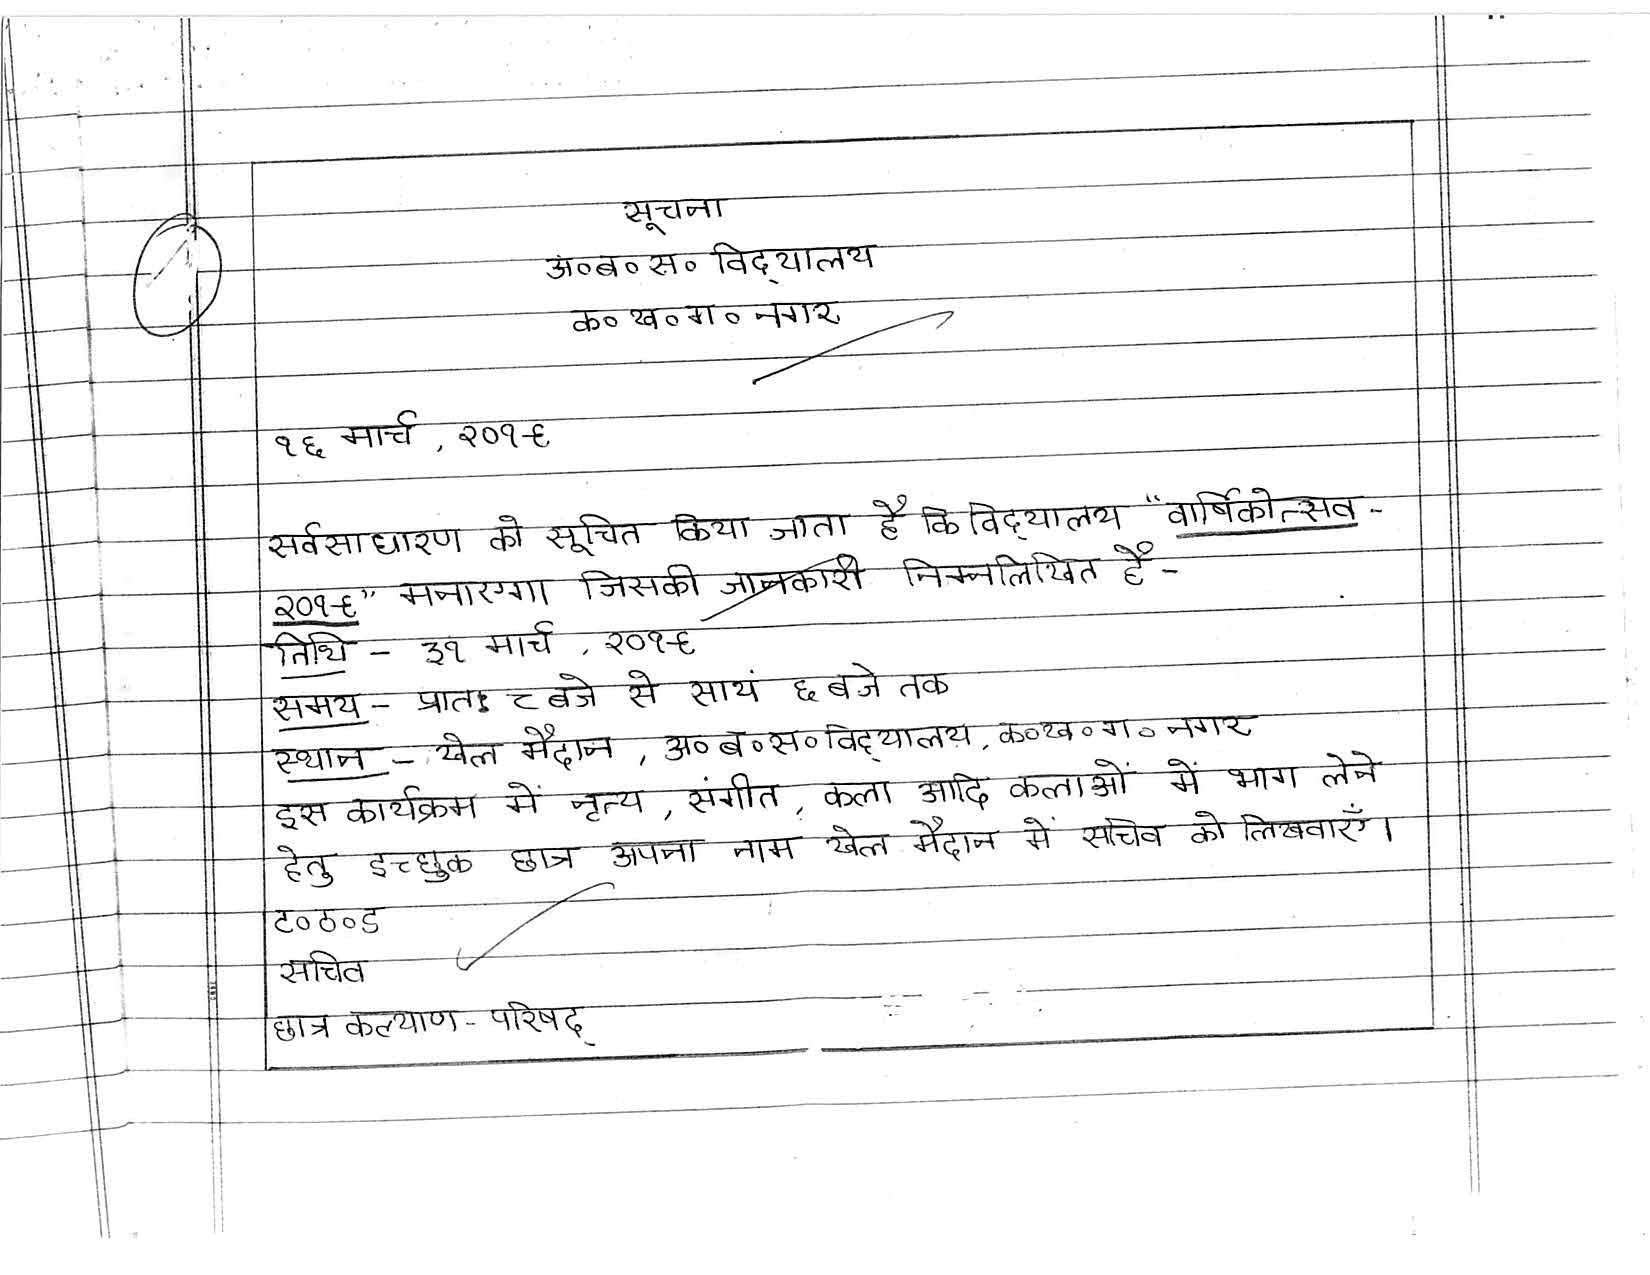 सूचना
अ०ब०स० विद्‌यालय
क०ख०ग० नगर
१६ मार्च, २०१९
सर्वसाधारण को सूचित किया जाता है कि विद्‌यालय "वार्षिकोत्सव -
२०१९" मनाएगा जिसकी जानकारी निम्नलिखित है -
तिथि - ३१ मार्च, २०१९
समय - प्रातः ८ बजे से सायं ६ बजे तक
स्थान - खेल मैदान, अ०ब०स० विद्‌यालय, क०ख०ग० नगर
इस कार्यक्रम में नृत्य, संगीत, कला आदि कलाओं में भाग लेने
हेतु इच्छुक छात्र अपना नाम खेल मैदान में सचिव को लिखवाएँ।
ट०ठ०ड
सचिव
छात्र कल्याण - परिषद्